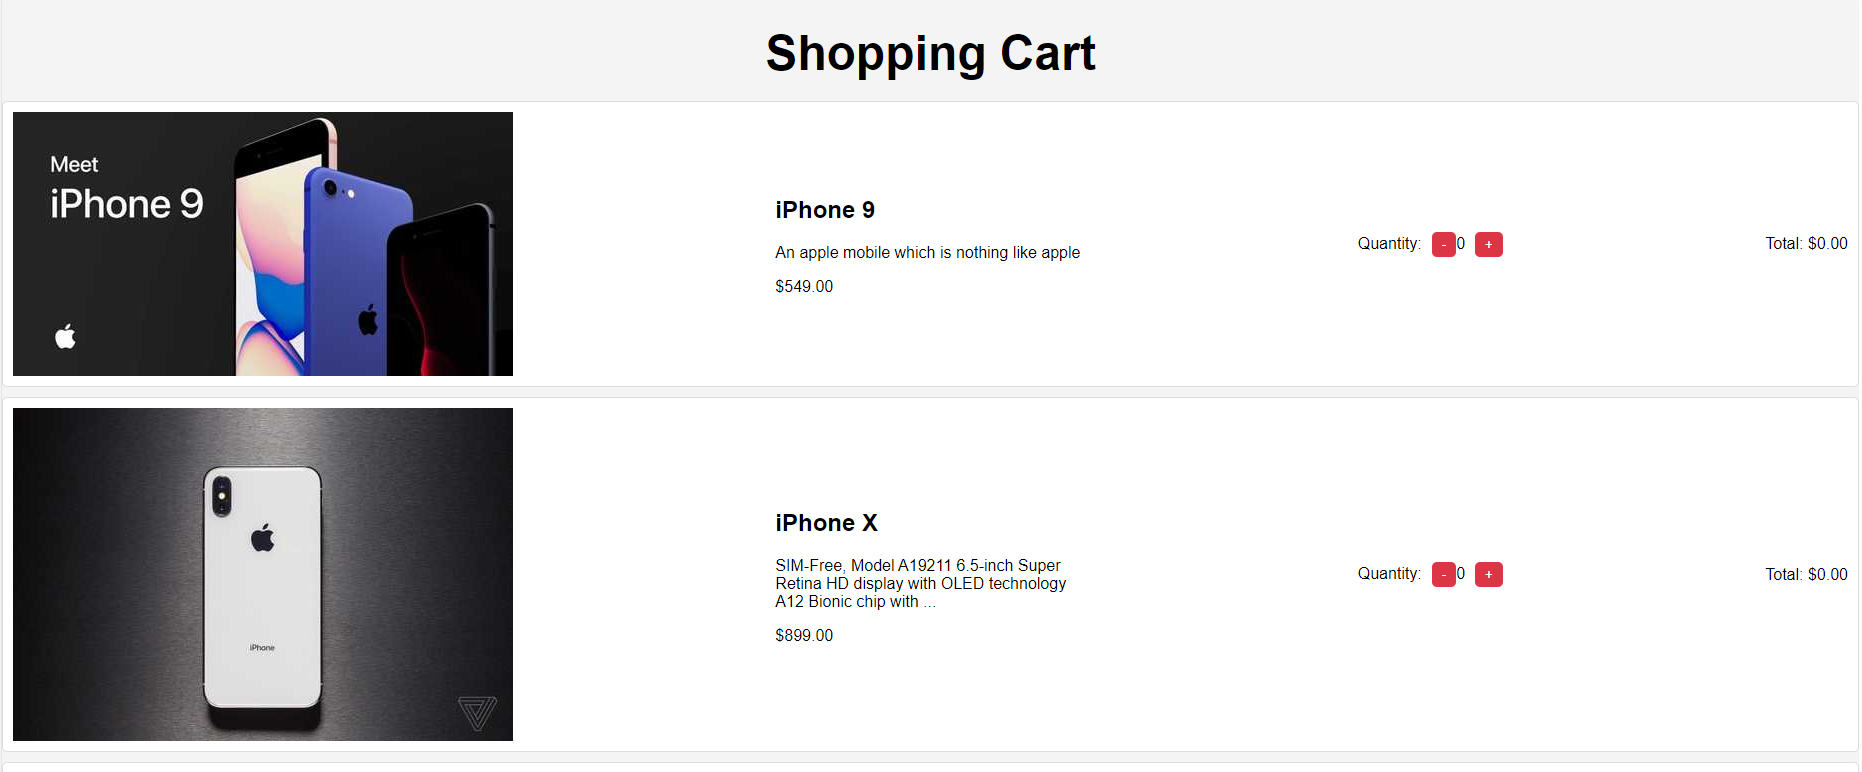 Shopping Cart
Meet
iPhone 9
iPhone 9
An apple mobile which is nothing like apple
$549.00
Quantity: - 0 +
Total: $0.00
iPhone
iPhone X
SIM-Free, Model A19211 6.5-inch Super
Retina HD display with OLED technology
A12 Bionic chip with ...
$899.00
Quantity: - 0 +
Total: $0.00